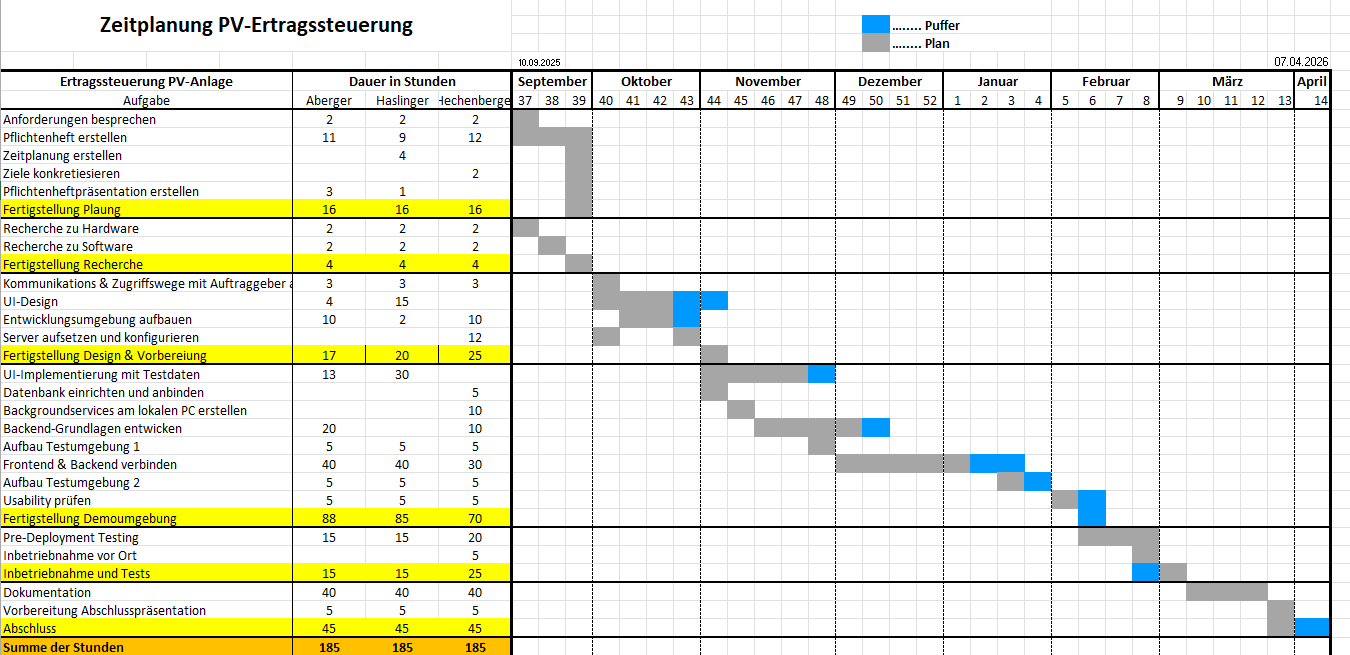 Zeitplanung PV-Ertragssteuerung
........ Puffer
........ Plan
10.09.2025 07.04.2026
Ertragssteuerung PV-Anlage Dauer in Stunden September Oktober November Dezember Januar Februar März April
Aufgabe Aberger Haslinger Hechenberge 37 38 39 40 41 42 43 44 45 46 47 48 49 50 51 52 1 2 3 4 5 6 7 8 9 10 11 12 13 14
Anforderungen besprechen 2 2 2
Pflichtenheft erstellen 11 9 12
Zeitplanung erstellen 4
Ziele konkretiesieren 2
Pflichtenheftpräsentation erstellen 3 1
Fertigstellung Plaung 16 16 16
Recherche zu Hardware 2 2 2
Recherche zu Software 2 2 2
Fertigstellung Recherche 4 4 4
Kommunikations & Zugriffswege mit Auftraggeber a 3 3 3
UI-Design 4 15
Entwicklungsumgebung aufbauen 10 2 10
Server aufsetzen und konfigurieren 12
Fertigstellung Design & Vorbereiung 17 20 25
UI-Implementierung mit Testdaten 13 30
Datenbank einrichten und anbinden 5
Backgroundservices am lokalen PC erstellen 10
Backend-Grundlagen entwicken 20 10
Aufbau Testumgebung 1 5 5 5
Frontend & Backend verbinden 40 40 30
Aufbau Testumgebung 2 5 5 5
Usability prüfen 5 5 5
Fertigstellung Demoumgebung 88 85 70
Pre-Deployment Testing 15 15 20
Inbetriebnahme vor Ort 5
Inbetriebnahme und Tests 15 15 25
Dokumentation 40 40 40
Vorbereitung Abschlusspräsentation 5 5 5
Abschluss 45 45 45
Summe der Stunden 185 185 185